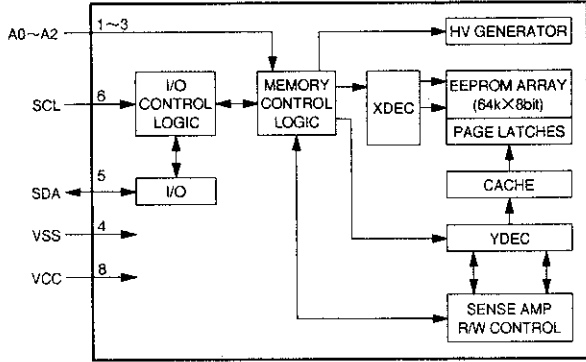 A0~A2
1~3
HV GENERATOR
SCL
6
I/O
CONTROL
LOGIC
MEMORY
CONTROL
LOGIC
XDEC
EEPROM ARRAY
(64k×8bit)
PAGE LATCHES
SDA
5
I/O
CACHE
VSS
4
YDEC
VCC
8
SENSE AMP
R/W CONTROL